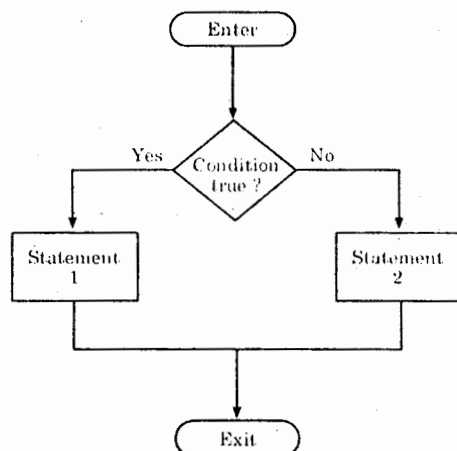 Enter
Yes
No
Condition
true ?
Statement
1
Statement
2
Exit